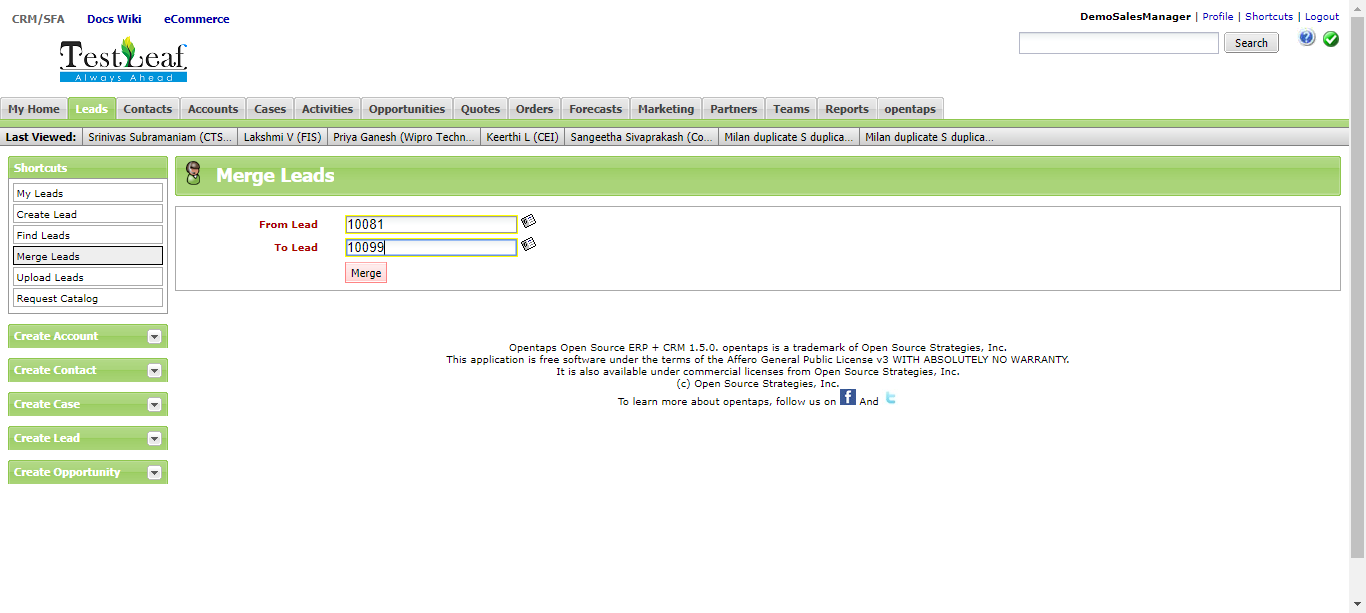 CRM/SFA Docs Wiki eCommerce
DemoSalesManager | Profile | Shortcuts | Logout
TestLeaf
Always Ahead
Search
My Home Leads Contacts Accounts Cases Activities Opportunities Quotes Orders Forecasts Marketing Partners Teams Reports opentaps
Last Viewed: Srinivas Subramaniam (CTS... Lakshmi V (FIS) Priya Ganesh (Wipro Techn... Keerthi L (CEI) Sangeetha Sivaprakash (Co... Milan duplicate S duplica... Milan duplicate S duplica...
Shortcuts
My Leads
Create Lead
Find Leads
Merge Leads
Upload Leads
Request Catalog
Create Account
Create Contact
Create Case
Create Lead
Create Opportunity
Merge Leads
From Lead 10081
To Lead 10099
Merge
Opentaps Open Source ERP + CRM 1.5.0. opentaps is a trademark of Open Source Strategies, Inc.
This application is free software under the terms of the Affero General Public License v3 WITH ABSOLUTELY NO WARRANTY.
It is also available under commercial licenses from Open Source Strategies, Inc.
(c) Open Source Strategies, Inc.
To learn more about opentaps, follow us on f And t